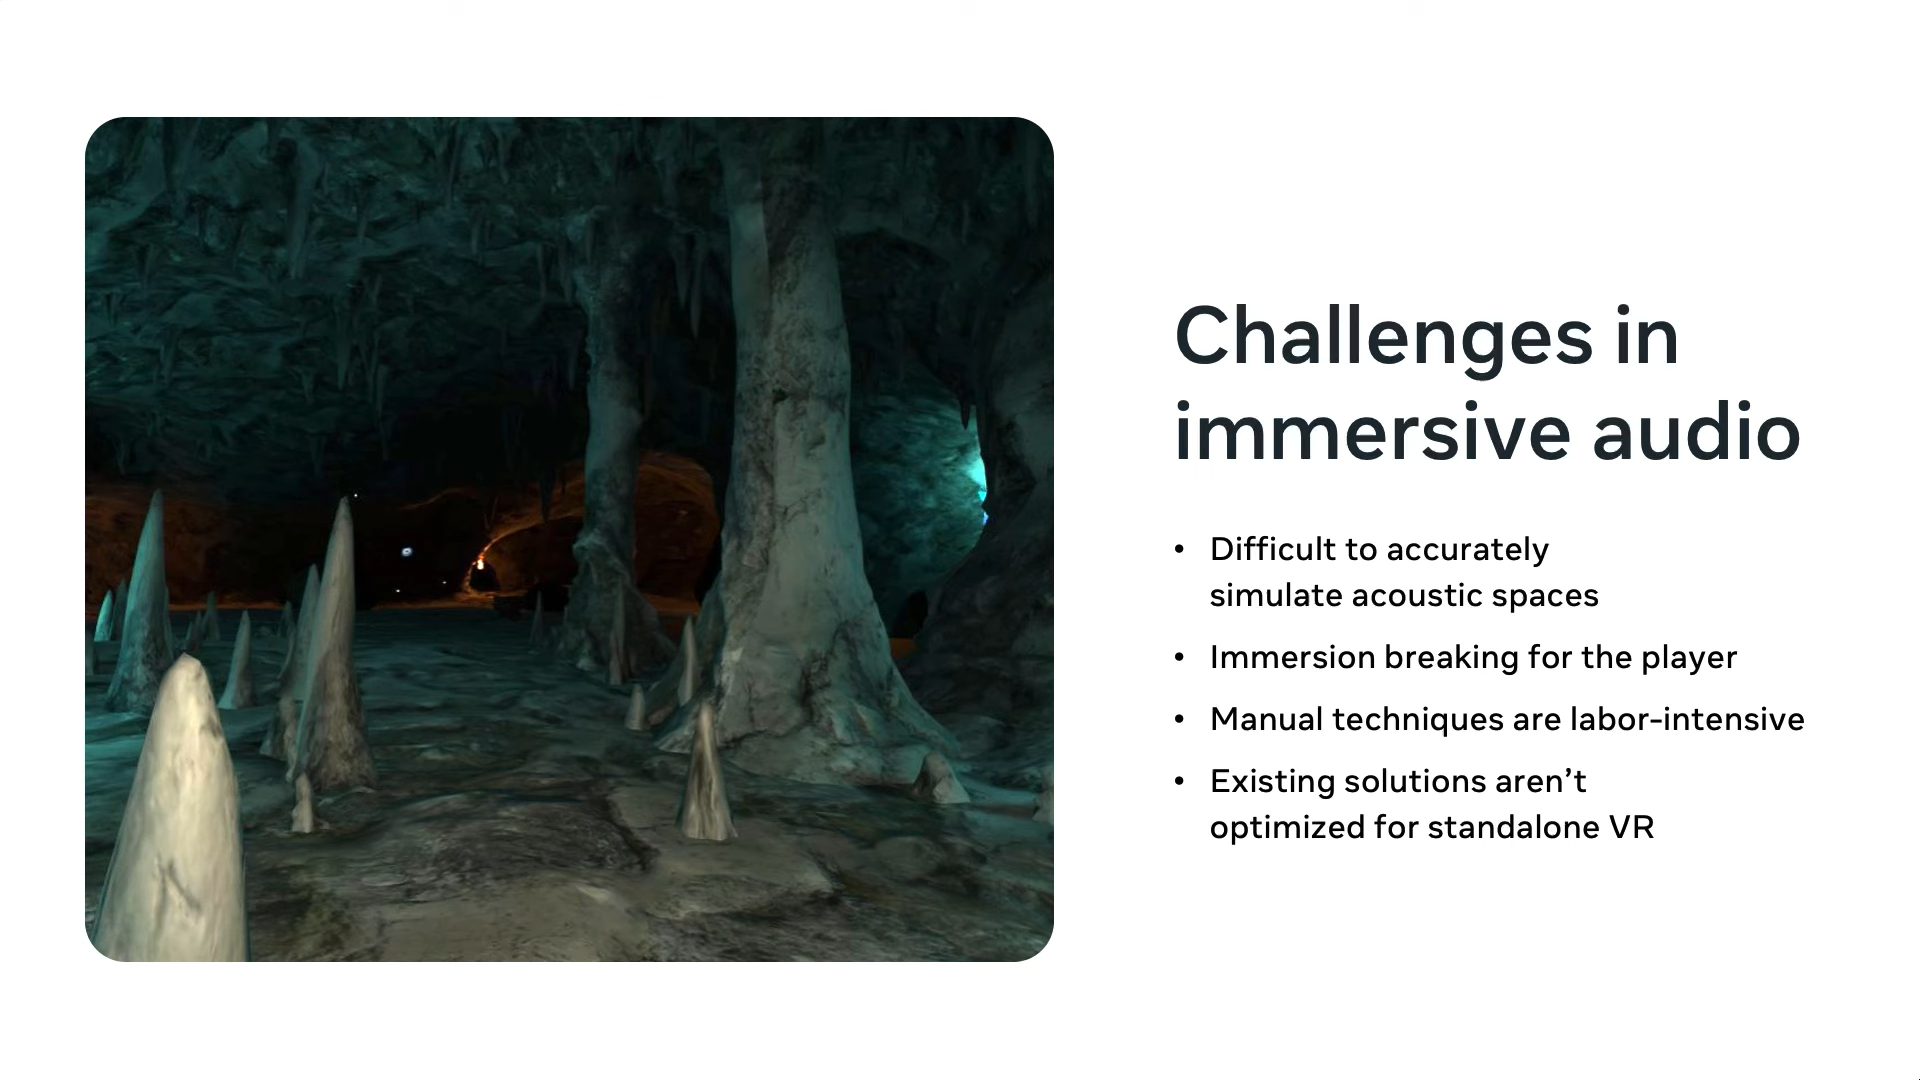 Challenges in
immersive audio
• Difficult to accurately
simulate acoustic spaces
• Immersion breaking for the player
• Manual techniques are labor-intensive
• Existing solutions aren’t
optimized for standalone VR